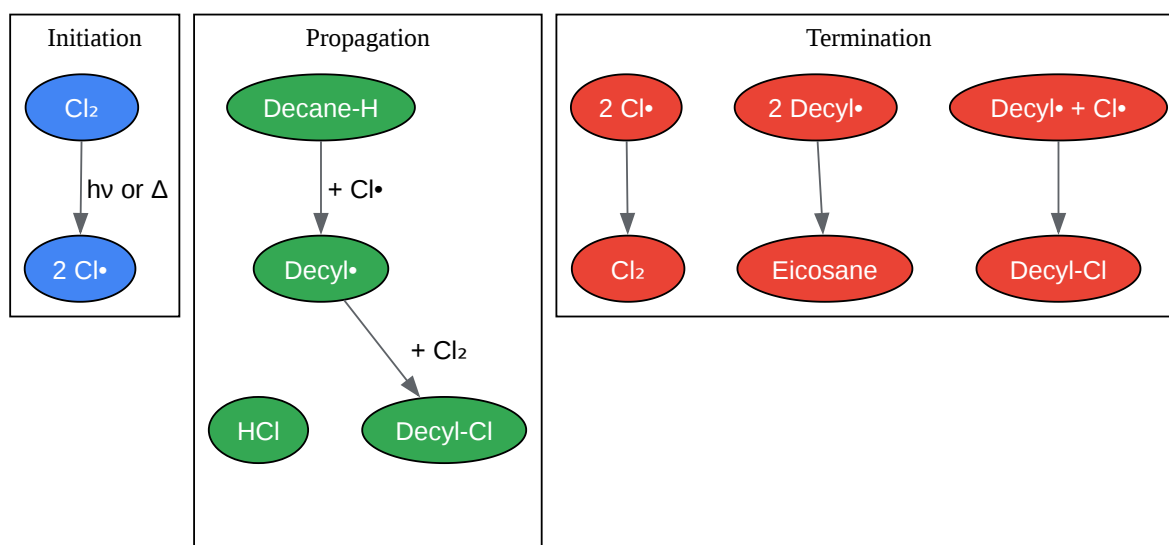 Initiation
Cl₂
hν or Δ
2 Cl•
Propagation
Decane-H
+ Cl•
Decyl•
+ Cl₂
HCl
Decyl-Cl
Termination
2 Cl•
2 Decyl•
Decyl• + Cl•
Cl₂
Eicosane
Decyl-Cl